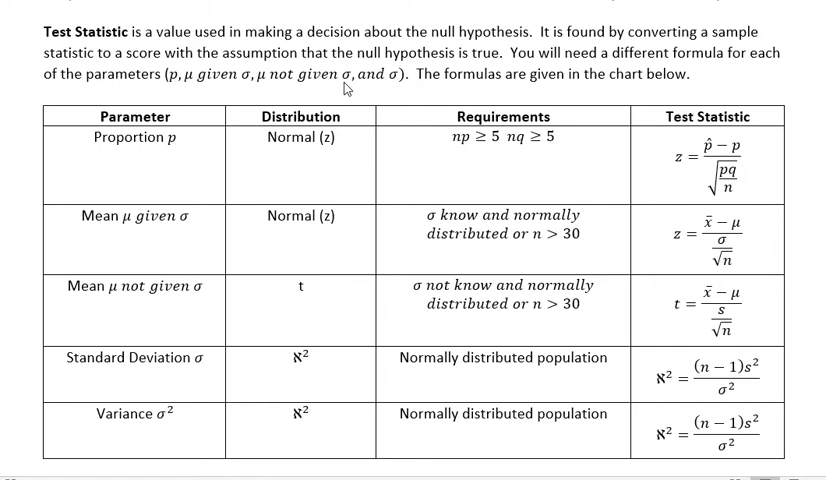 Test Statistic is a value used in making a decision about the null hypothesis. It is found by converting a sample
statistic to a score with the assumption that the null hypothesis is true. You will need a different formula for each
of the parameters (p, μ given σ, μ not given σ, and σ). The formulas are given in the chart below.
Parameter Distribution Requirements Test Statistic
Proportion p Normal (z) np ≥ 5 nq ≥ 5 z = (p̂ − p) / √(pq/n)
Mean μ given σ Normal (z) σ know and normally
distributed or n > 30 z = (x̄ − μ) / (σ/√n)
Mean μ not given σ t σ not know and normally
distributed or n > 30 t = (x̄ − μ) / (s/√n)
Standard Deviation σ ℵ² Normally distributed population ℵ² = (n − 1)s² / σ²
Variance σ² ℵ² Normally distributed population ℵ² = (n − 1)s² / σ²